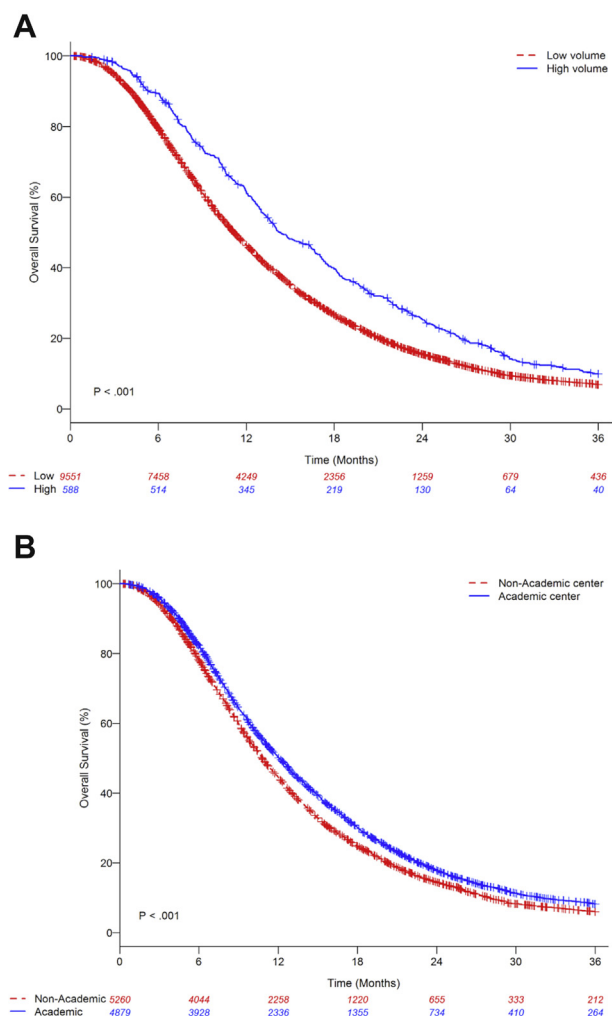 A
100
80
60
40
20
0
Overall Survival (%)
Low volume
High volume
P < .001
0 6 12 18 24 30 36
Time (Months)
Low 9551 7458 4249 2356 1259 679 436
High 588 514 345 219 130 64 40
B
100
80
60
40
20
0
Overall Survival (%)
Non-Academic center
Academic center
P < .001
0 6 12 18 24 30 36
Time (Months)
Non-Academic 5260 4044 2258 1220 655 333 212
Academic 4879 3928 2336 1355 734 410 264